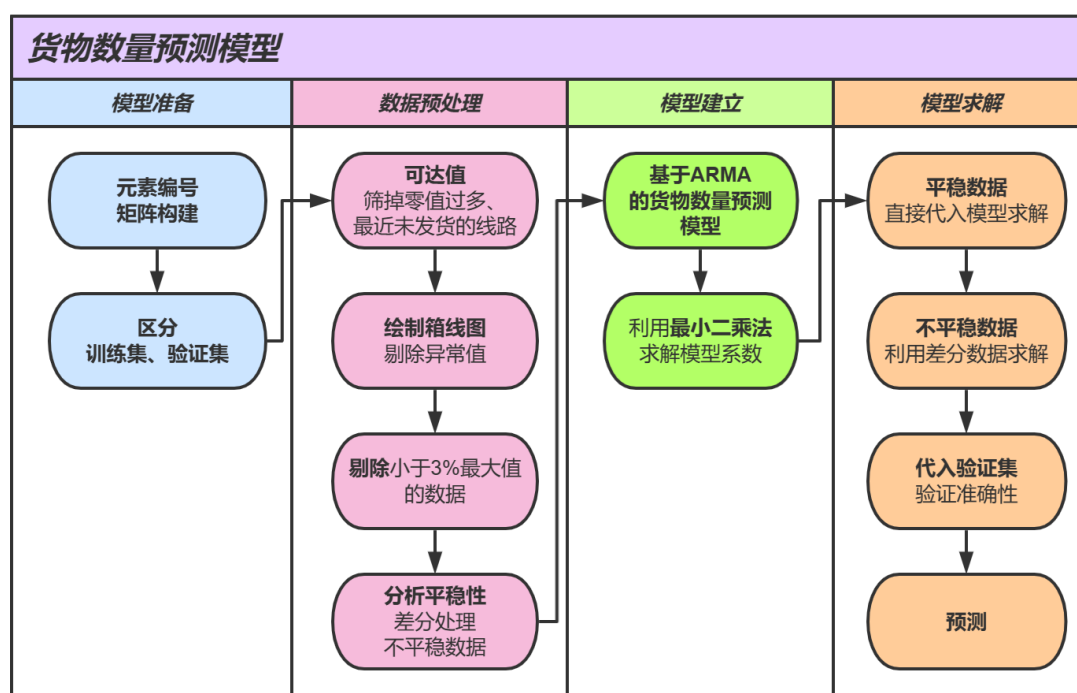 货物数量预测模型
模型准备
数据预处理
模型建立
模型求解
元素编号
矩阵构建
区分
训练集、验证集
可达值
筛掉零值过多、
最近未发货的线路
绘制箱线图
剔除异常值
剔除小于3%最大值
的数据
分析平稳性
差分处理
不平稳数据
基于ARMA
的货物数量预测
模型
利用最小二乘法
求解模型系数
平稳数据
直接代入模型求解
不平稳数据
利用差分数据求解
代入验证集
验证准确性
预测